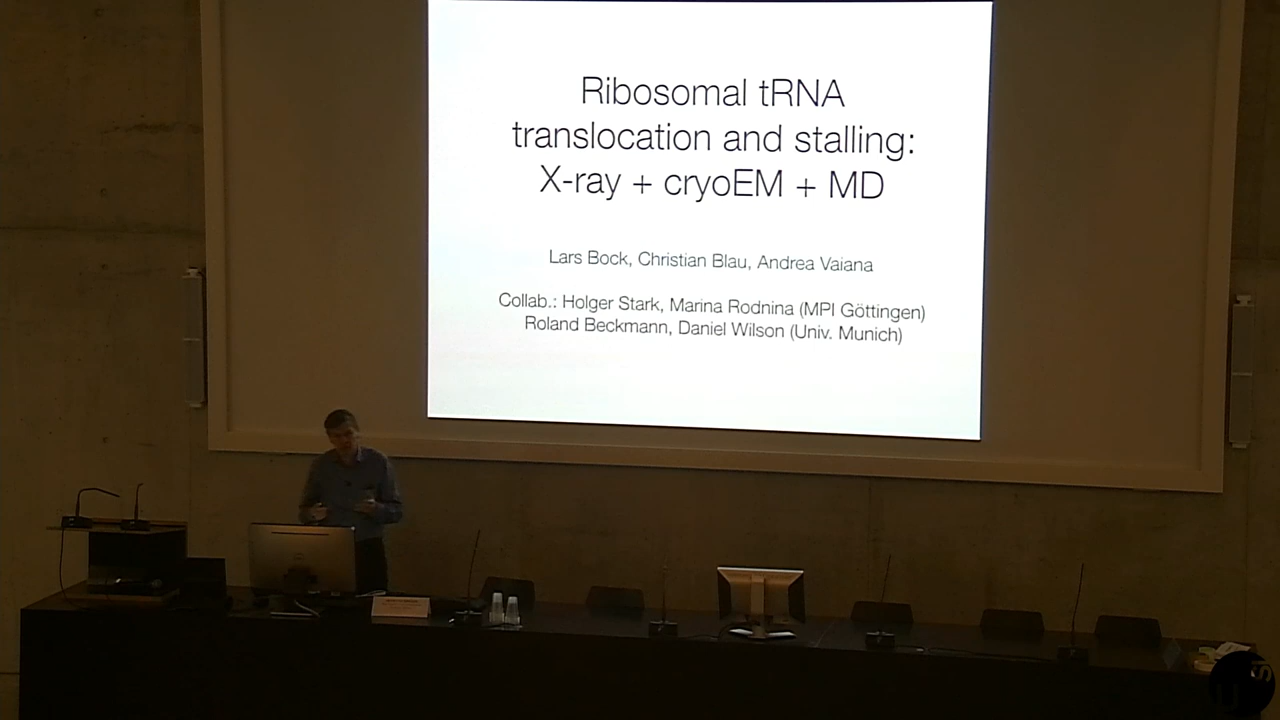 Ribosomal tRNA
translocation and stalling:
X-ray + cryoEM + MD
Lars Bock, Christian Blau, Andrea Vaiana
Collab.: Holger Stark, Marina Rodnina (MPI Göttingen)
Roland Beckmann, Daniel Wilson (Univ. Munich)